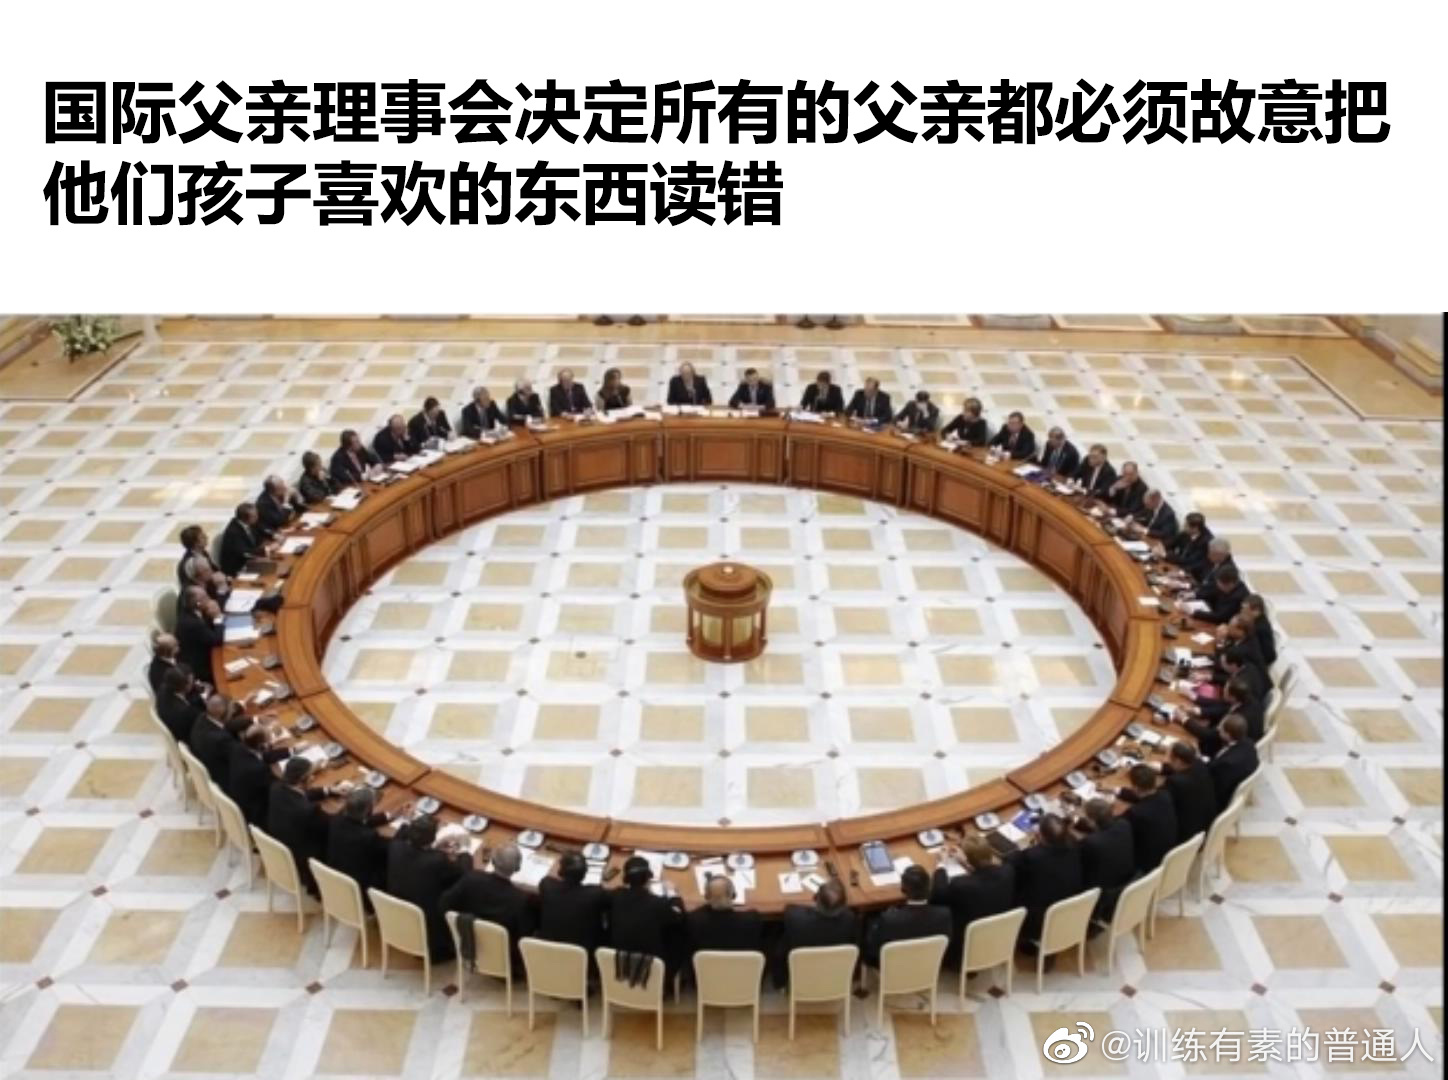 国际父亲理事会决定所有的父亲都必须故意把
他们孩子喜欢的东西读错
@训练有素的普通人